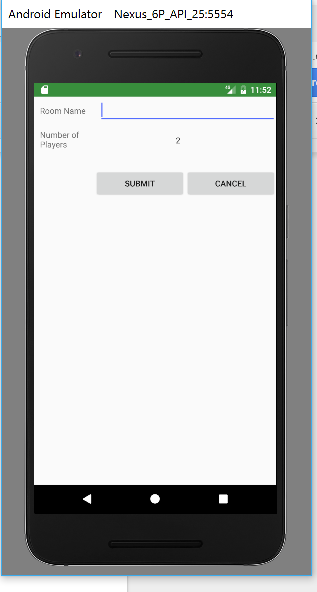 Android Emulator Nexus_6P_API_25:5554
11:52
Room Name
Number of
Players
2
SUBMIT CANCEL